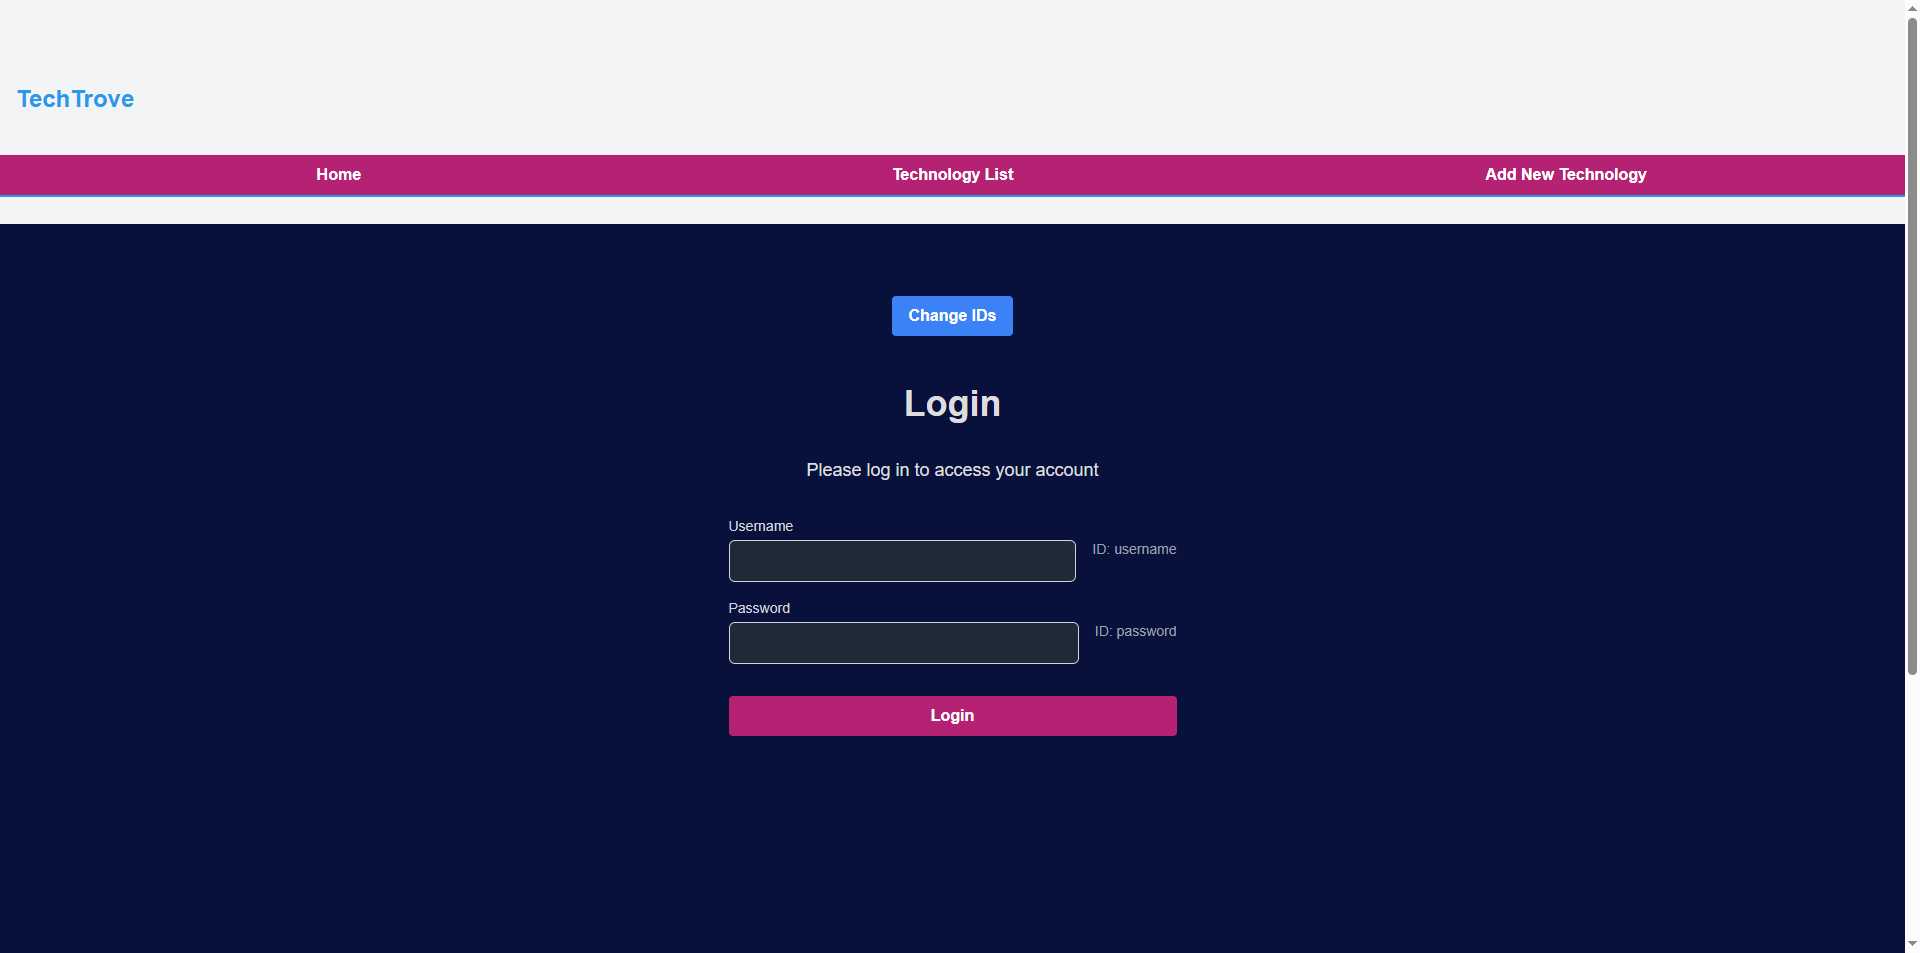 TechTrove
Home Technology List Add New Technology
Change IDs
Login
Please log in to access your account
Username
ID: username
Password
ID: password
Login